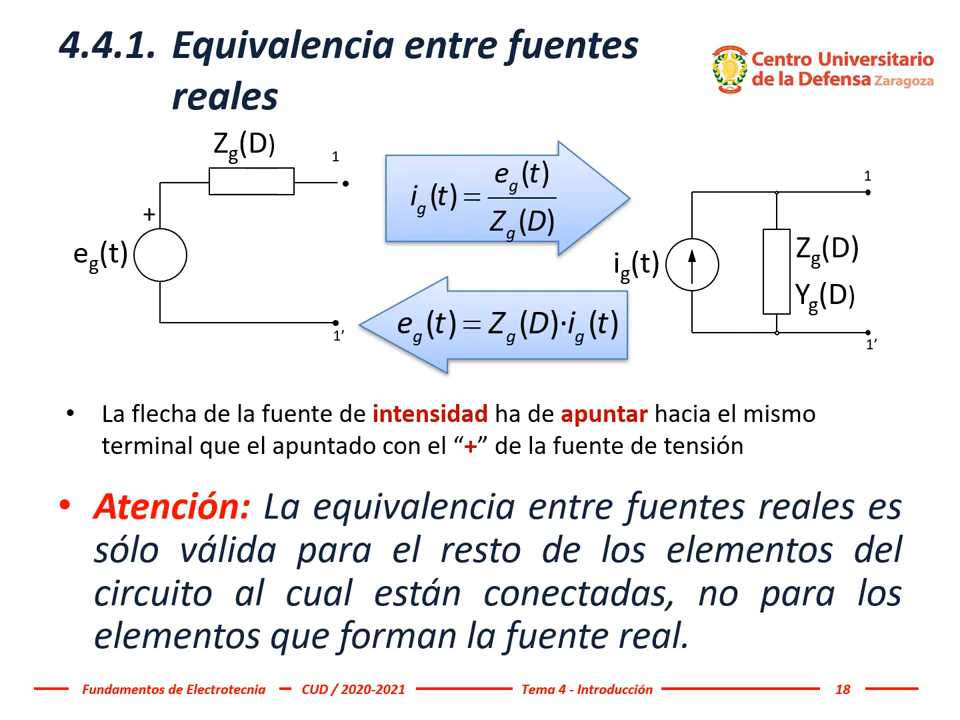 4.4.1. Equivalencia entre fuentes
reales
Centro Universitario
de la Defensa Zaragoza
Zg(D)
1
+
eg(t)
1’
ig(t) = eg(t) / Zg(D)
eg(t) = Zg(D)·ig(t)
1
ig(t)
Zg(D)
Yg(D)
1’
• La flecha de la fuente de intensidad ha de apuntar hacia el mismo
terminal que el apuntado con el “+” de la fuente de tensión
• Atención: La equivalencia entre fuentes reales es
sólo válida para el resto de los elementos del
circuito al cual están conectadas, no para los
elementos que forman la fuente real.
Fundamentos de Electrotecnia CUD / 2020-2021 Tema 4 - Introducción 18